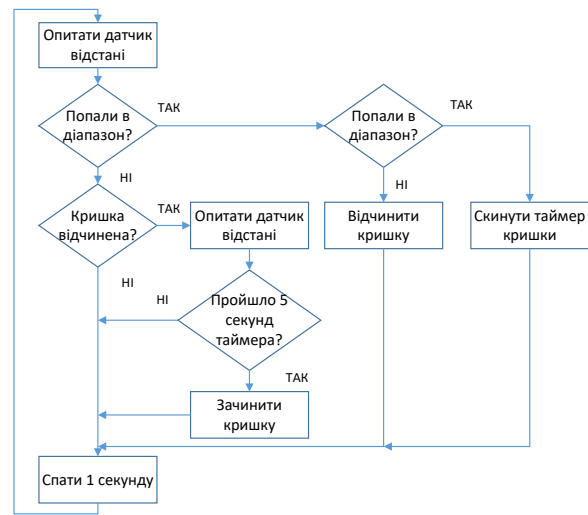 Опитати датчик
відстані
ТАК
ТАК
Попали в
діапазон?
Попали в
діапазон?
НІ
НІ
Кришка
відчинена?
ТАК
Опитати датчик
відстані
Відчинити
кришку
Скинути таймер
кришки
НІ
НІ
Пройшло 5
секунд
таймера?
ТАК
Зачинити
кришку
Спати 1 секунду